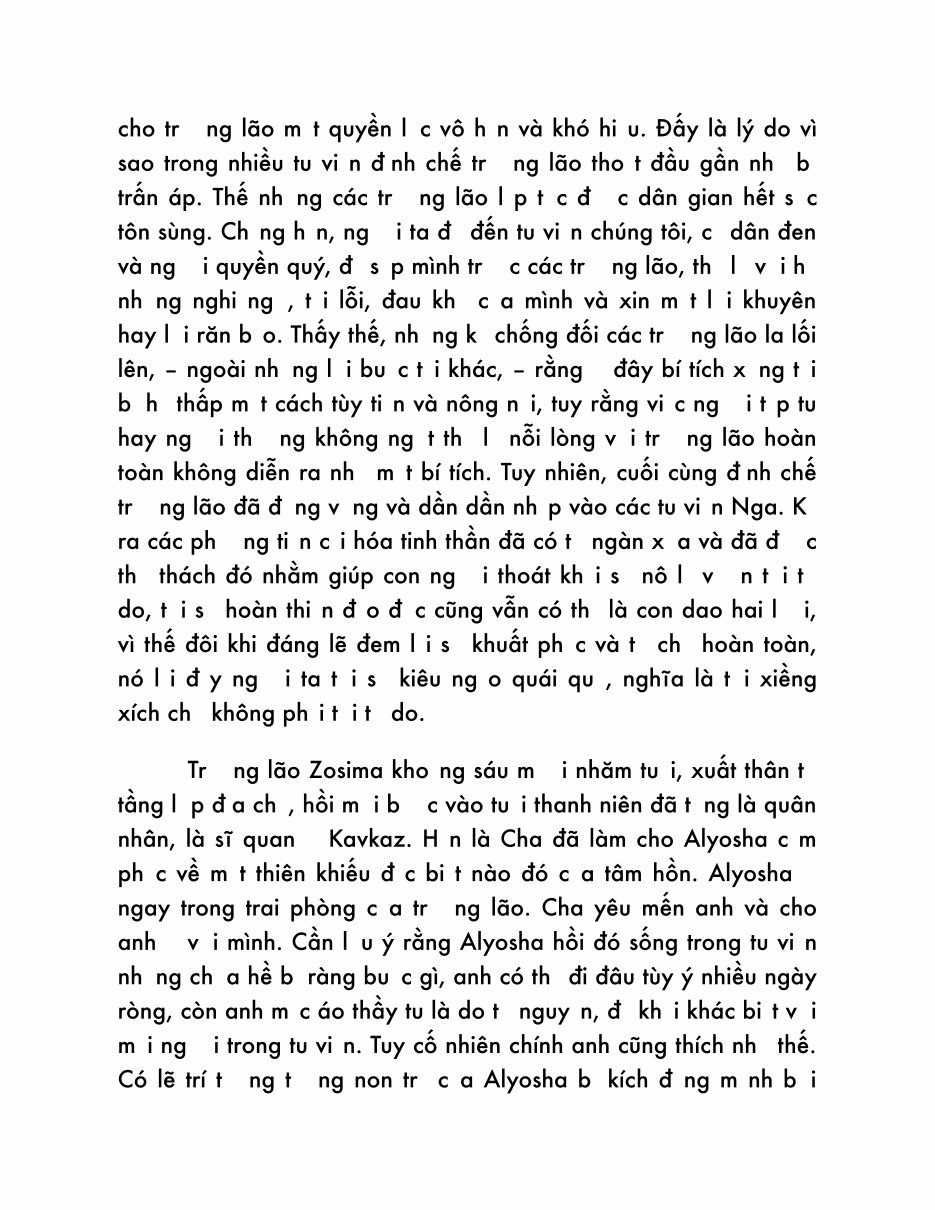 cho tr ng lão m t quyền l c vô h n và khó hi u. Đấy là lý do vì
sao trong nhiều tu vi n đ nh chế tr ng lão tho t đầu gần nh b
trấn áp. Thế nh ng các tr ng lão l p t c đ c dân gian hết s c
tôn sùng. Ch ng h n, ng i ta đ đến tu vi n chúng tôi, c dân đen
và ng i quyền quý, đ s p mình tr c các tr ng lão, th l v i h
nh ng nghi ng , t i lỗi, đau kh c a mình và xin m t l i khuyên
hay l i răn b o. Thấy thế, nh ng k chống đối các tr ng lão la lối
lên, – ngoài nh ng l i bu c t i khác, – rằng đây bí tích x ng t i
b h thấp m t cách tùy ti n và nông n i, tuy rằng vi c ng i t p tu
hay ng i th ng không ng t th l nỗi lòng v i tr ng lão hoàn
toàn không diễn ra nh m t bí tích. Tuy nhiên, cuối cùng đ nh chế
tr ng lão đã đ ng v ng và dần dần nh p vào các tu vi n Nga. K
ra các ph ng ti n c i hóa tinh thần đã có t ngàn x a và đã đ c
th thách đó nhằm giúp con ng i thoát kh i s nô l v n t i t
do, t i s hoàn thi n đ o đ c cũng vẫn có th là con dao hai l i,
vì thế đôi khi đáng lẽ đem l i s khuất ph c và t ch hoàn toàn,
nó l i đ y ng i ta t i s kiêu ng o quái qu , nghĩa là t i xiềng
xích ch không ph i t i t do.
Tr ng lão Zosima kho ng sáu m i nhăm tu i, xuất thân t
tầng l p đ a ch , hồi m i b c vào tu i thanh niên đã t ng là quân
nhân, là sĩ quan Kavkaz. H n là Cha đã làm cho Alyosha c m
ph c về m t thiên khiếu đ c bi t nào đó c a tâm hồn. Alyosha
ngay trong trai phòng c a tr ng lão. Cha yêu mến anh và cho
anh v i mình. Cần l u ý rằng Alyosha hồi đó sống trong tu vi n
nh ng ch a hề b ràng bu c gì, anh có th đi đâu tùy ý nhiều ngày
ròng, còn anh m c áo thầy tu là do t nguy n, đ kh i khác bi t v i
m i ng i trong tu vi n. Tuy cố nhiên chính anh cũng thích nh thế.
Có lẽ trí t ng t ng non tr c a Alyosha b kích đ ng m nh b i